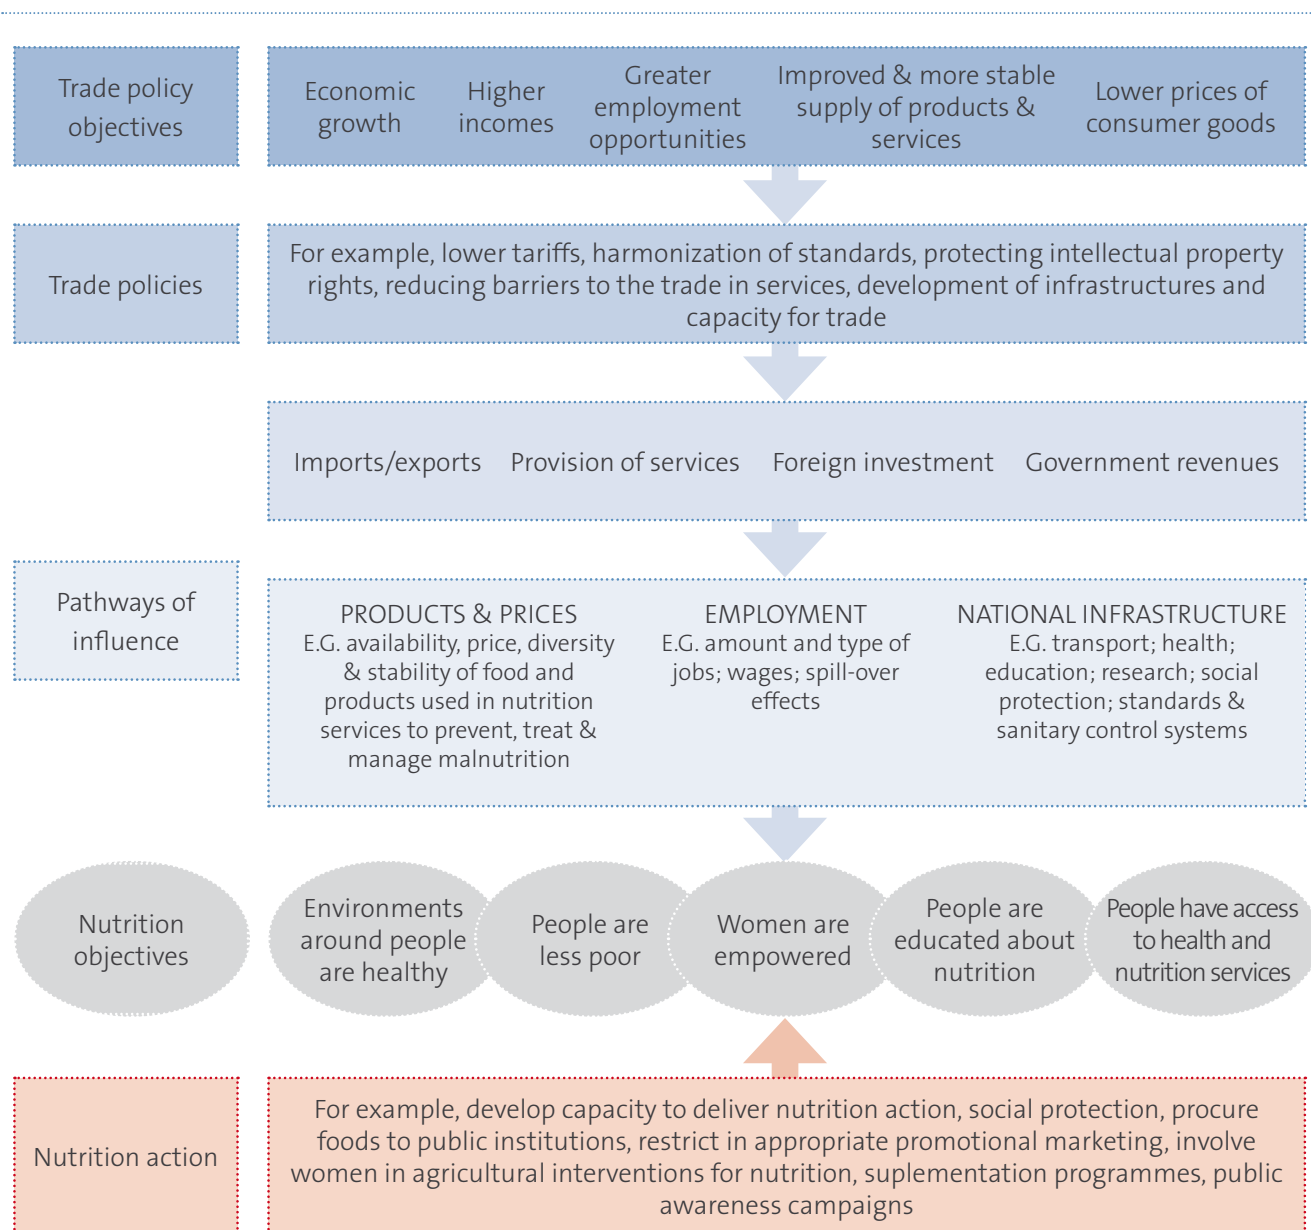 Trade policy
objectives
Economic
growth
Higher
incomes
Greater
employment
opportunities
Improved & more stable
supply of products &
services
Lower prices of
consumer goods
Trade policies
For example, lower tariffs, harmonization of standards, protecting intellectual property
rights, reducing barriers to the trade in services, development of infrastructures and
capacity for trade
Imports/exports
Provision of services
Foreign investment
Government revenues
Pathways of
influence
PRODUCTS & PRICES
E.G. availability, price, diversity
& stability of food and
products used in nutrition
services to prevent, treat &
manage malnutrition
EMPLOYMENT
E.G. amount and type of
jobs; wages; spill-over
effects
NATIONAL INFRASTRUCTURE
E.G. transport; health;
education; research; social
protection; standards &
sanitary control systems
Nutrition
objectives
Environments
around people
are healthy
People are
less poor
Women are
empowered
People are
educated about
nutrition
People have access
to health and
nutrition services
Nutrition action
For example, develop capacity to deliver nutrition action, social protection, procure
foods to public institutions, restrict in appropriate promotional marketing, involve
women in agricultural interventions for nutrition, suplementation programmes, public
awareness campaigns